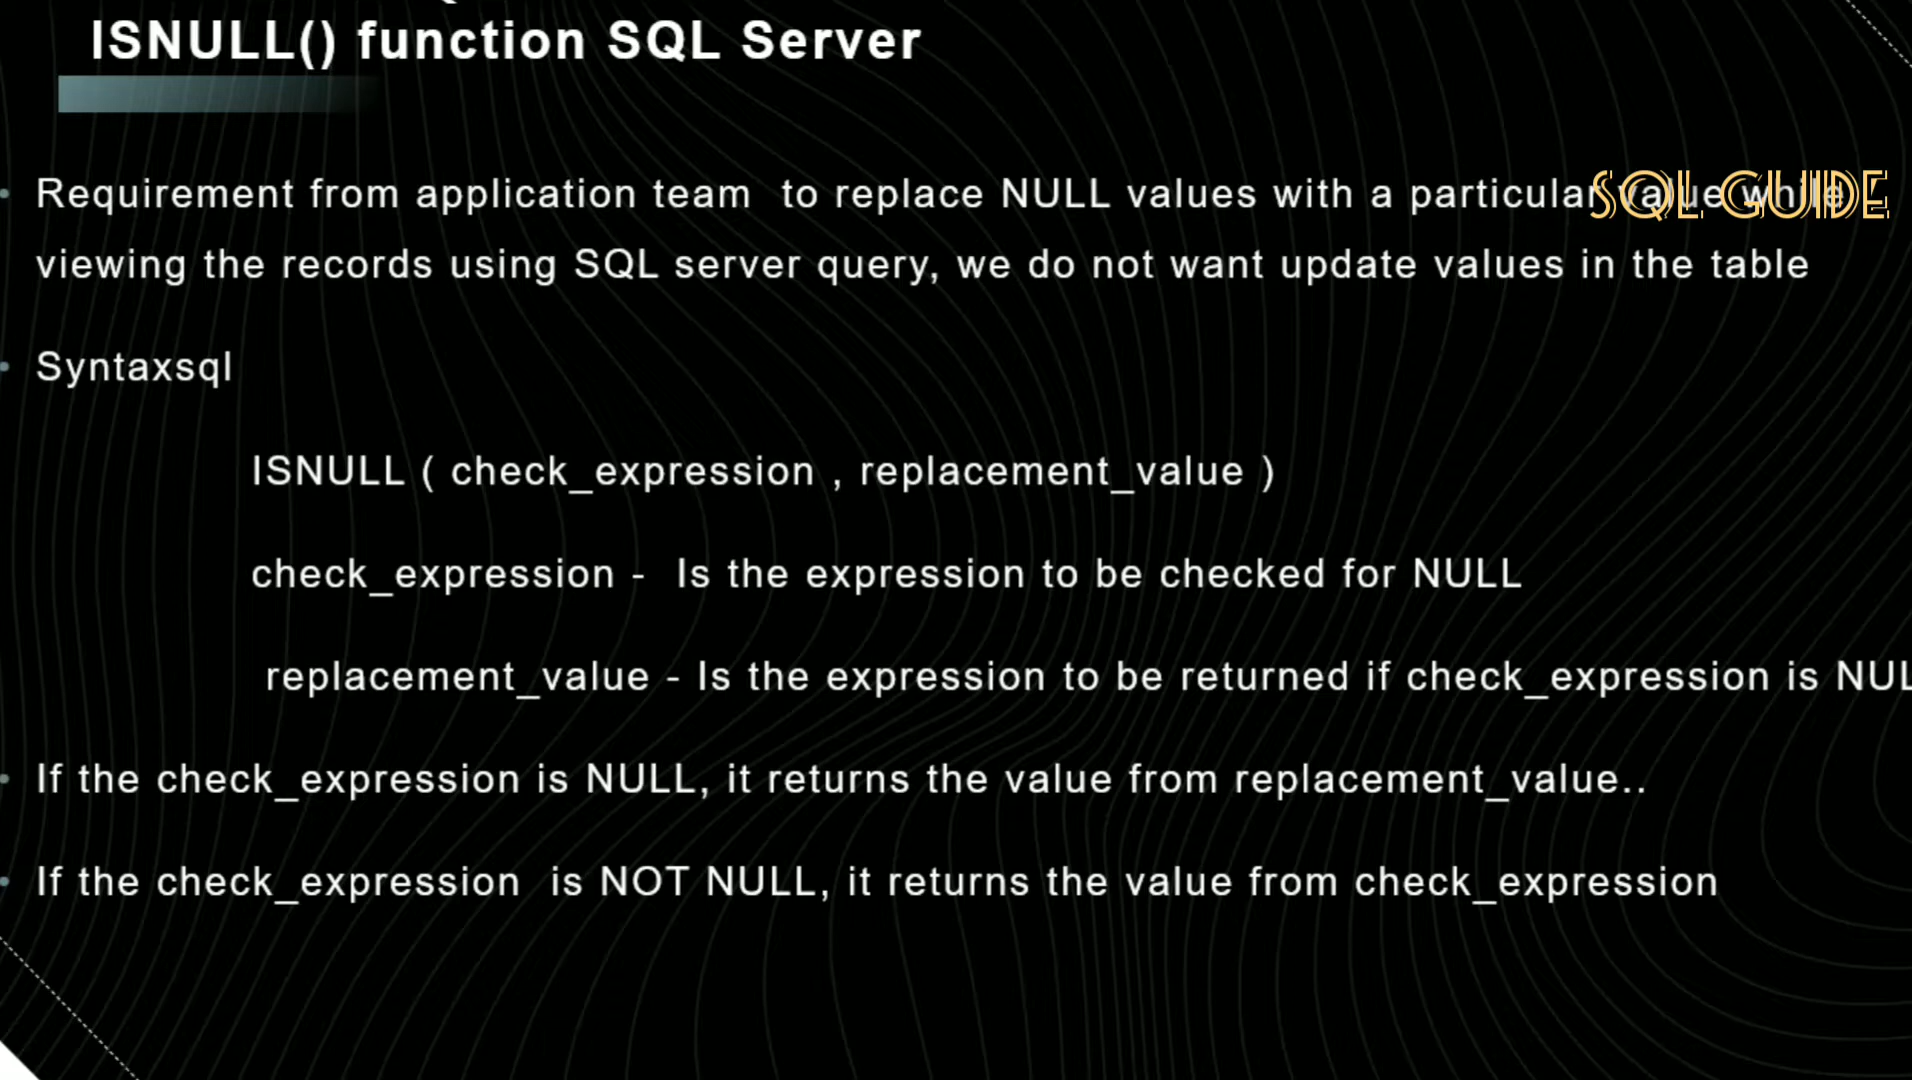 ISNULL() function SQL Server
Requirement from application team to replace NULL values with a particular value while
SQL GUIDE
viewing the records using SQL server query, we do not want update values in the table
Syntaxsql
ISNULL ( check_expression , replacement_value )
check_expression - Is the expression to be checked for NULL
replacement_value - Is the expression to be returned if check_expression is NUL
If the check_expression is NULL, it returns the value from replacement_value..
If the check_expression is NOT NULL, it returns the value from check_expression